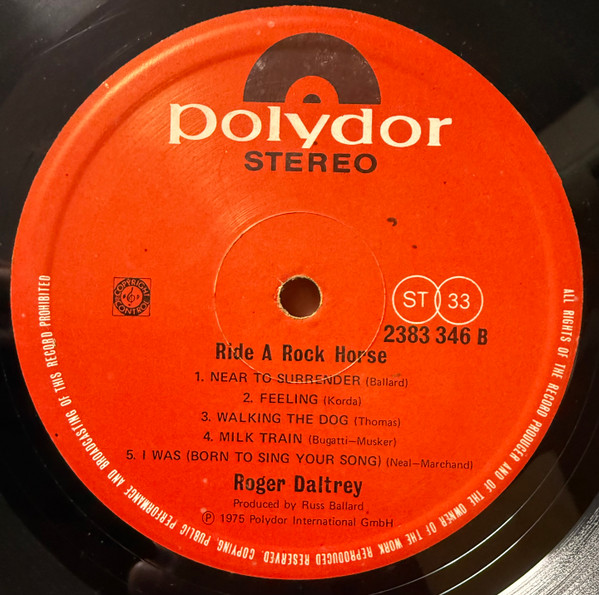 polydor
STEREO
COPYRIGHT CONTROL
ST 33
2383 346 B
Ride A Rock Horse
1. NEAR TO SURRENDER (Ballard)
2. FEELING (Korda)
3. WALKING THE DOG (Thomas)
4. MILK TRAIN (Bugatti-Musker)
5. I WAS (BORN TO SING YOUR SONG) (Neal-Marchand)
Roger Daltrey
Produced by Russ Ballard
Ⓟ 1975 Polydor International GmbH
ALL RIGHTS OF THE RECORD PRODUCER AND OF THE OWNER OF THE WORK REPRODUCED RESERVED COPYING, PUBLIC PERFORMANCE AND BROADCASTING OF THIS RECORD PROHIBITED